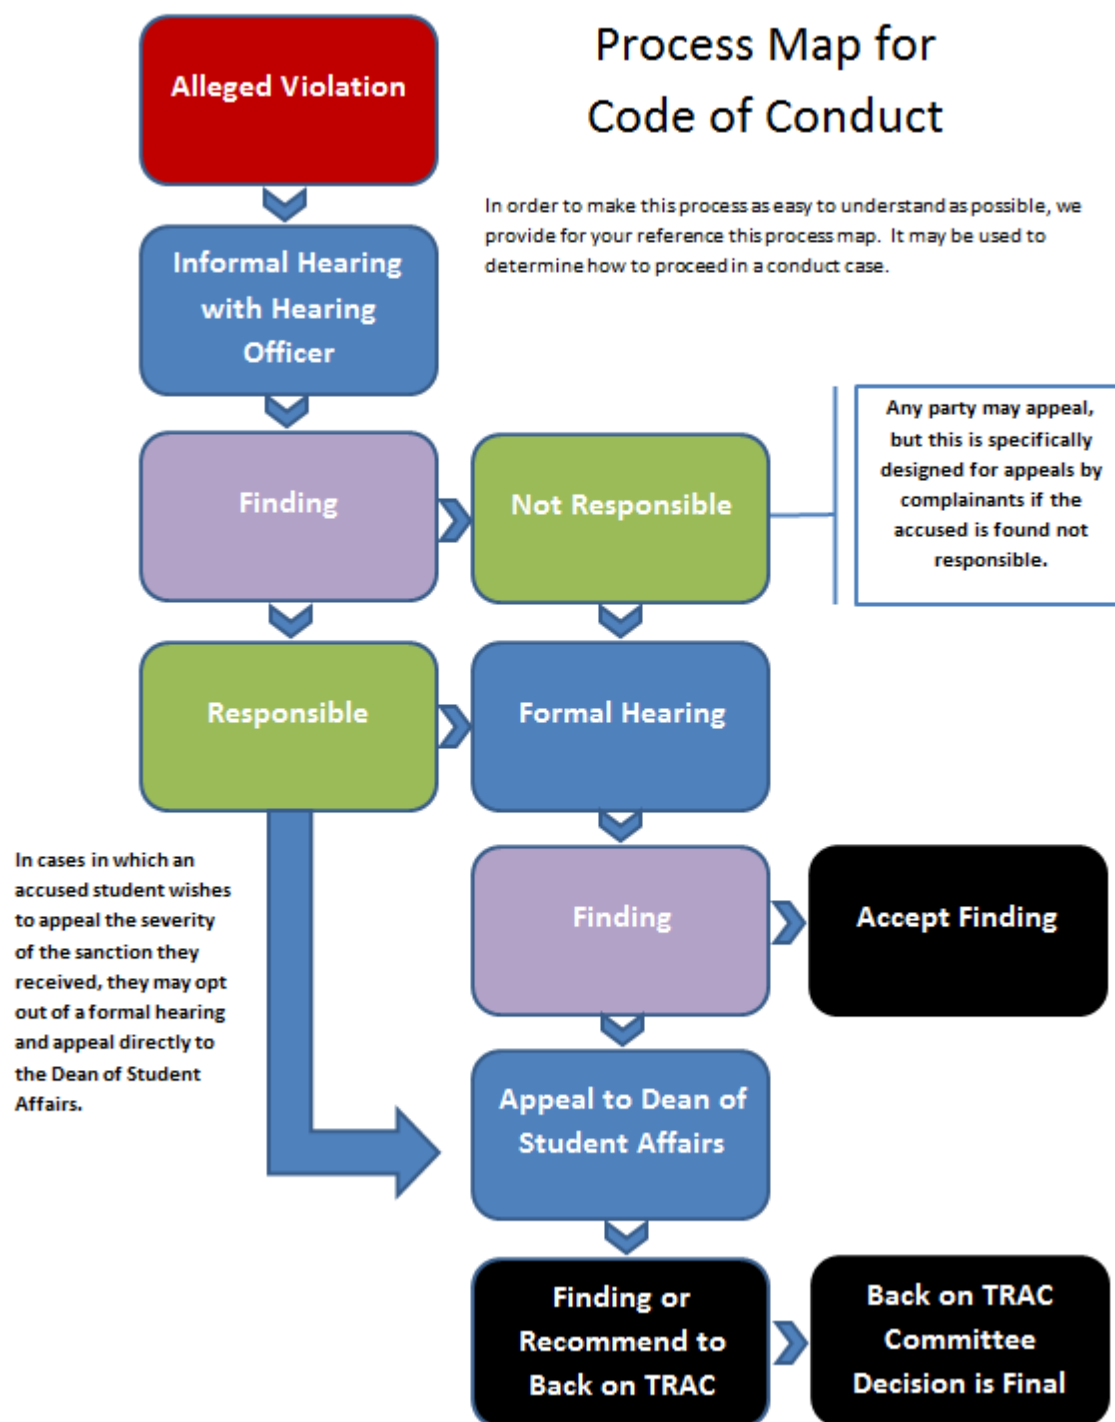 Process Map for
Code of Conduct
In order to make this process as easy to understand as possible, we
provide for your reference this process map. It may be used to
determine how to proceed in a conduct case.
Alleged Violation
Informal Hearing
with Hearing
Officer
Finding
Not Responsible
Any party may appeal,
but this is specifically
designed for appeals by
complainants if the
accused is found not
responsible.
Responsible
Formal Hearing
In cases in which an
accused student wishes
to appeal the severity
of the sanction they
received, they may opt
out of a formal hearing
and appeal directly to
the Dean of Student
Affairs.
Finding
Accept Finding
Appeal to Dean of
Student Affairs
Finding or
Recommend to
Back on TRAC
Back on TRAC
Committee
Decision is Final